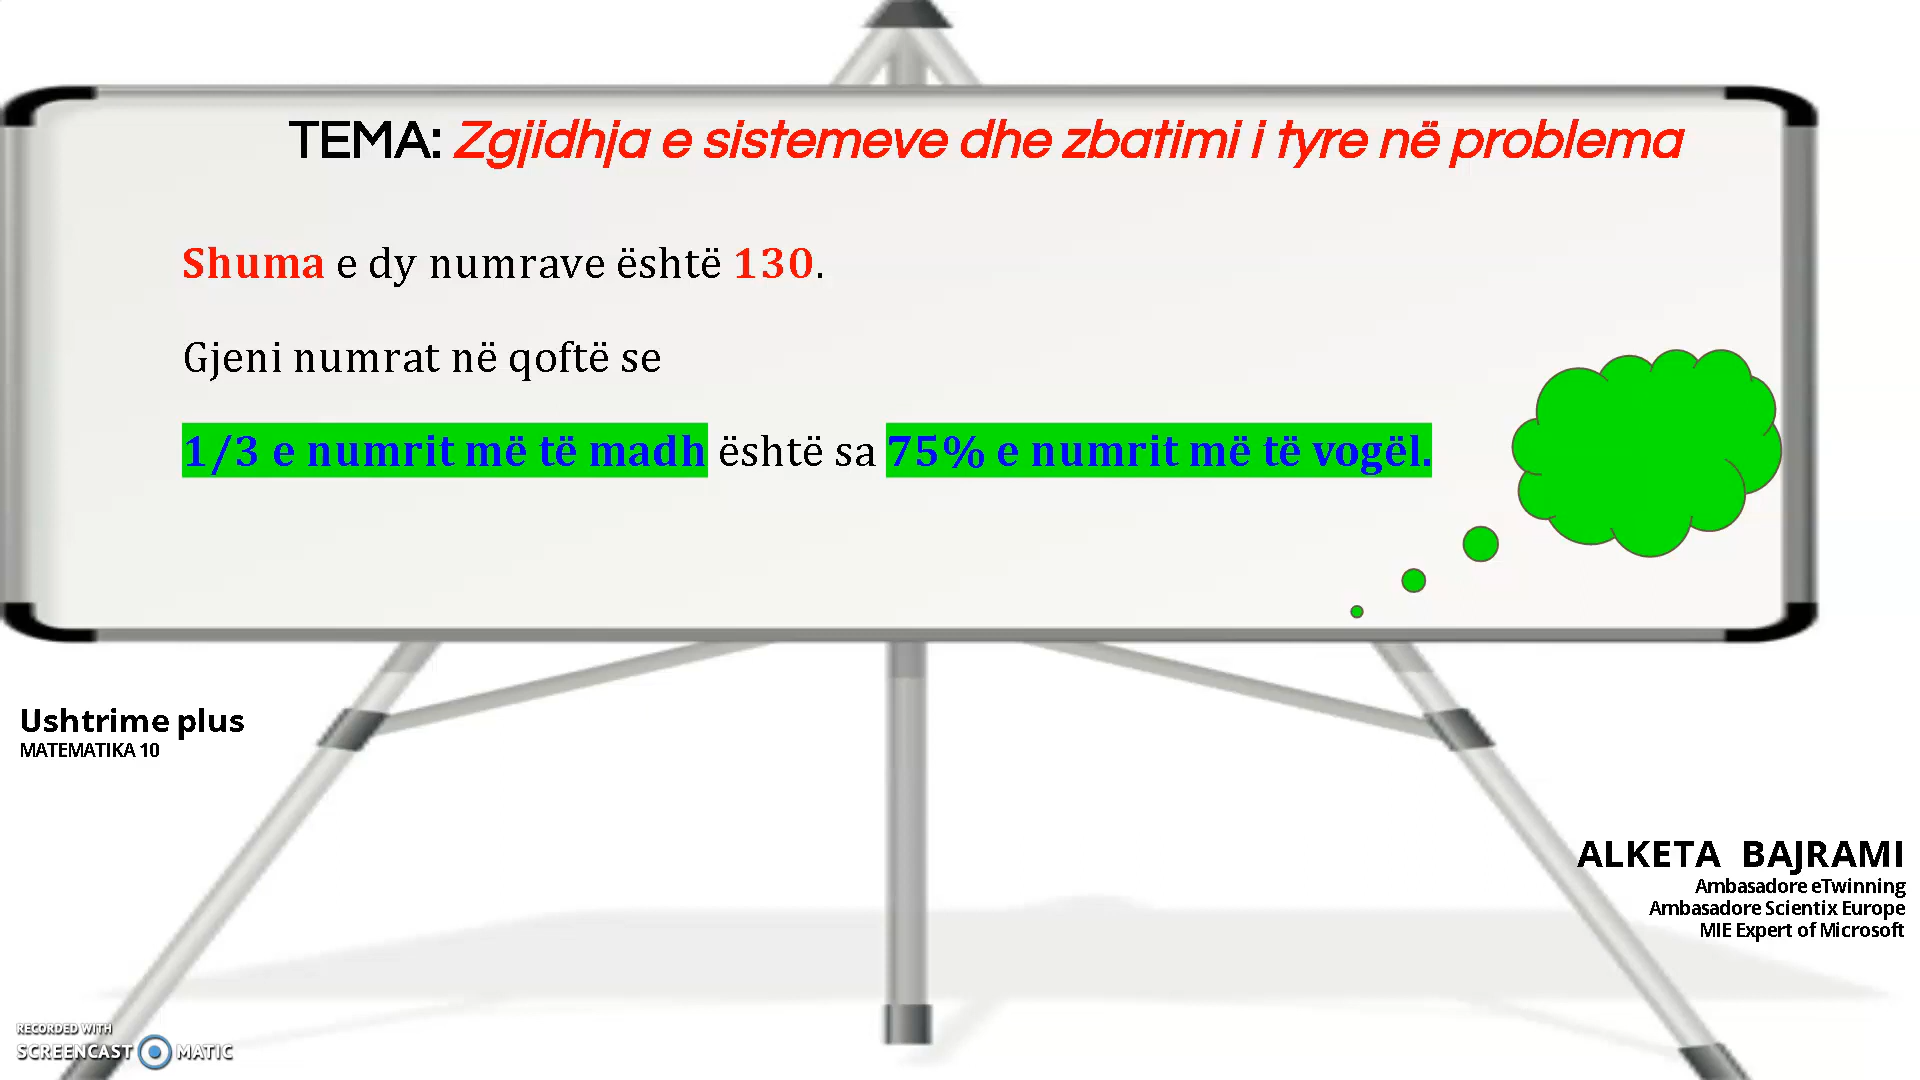 TEMA: Zgjidhja e sistemeve dhe zbatimi i tyre në problema
Shuma e dy numrave është 130.
Gjeni numrat në qoftë se
1/3 e numrit më të madh është sa 75% e numrit më të vogël.
Ushtrime plus
MATEMATIKA 10
ALKETA BAJRAMI
Ambasadore eTwinning
Ambasadore Scientix Europe
MIE Expert of Microsoft
RECORDED WITH
SCREENCAST MATIC